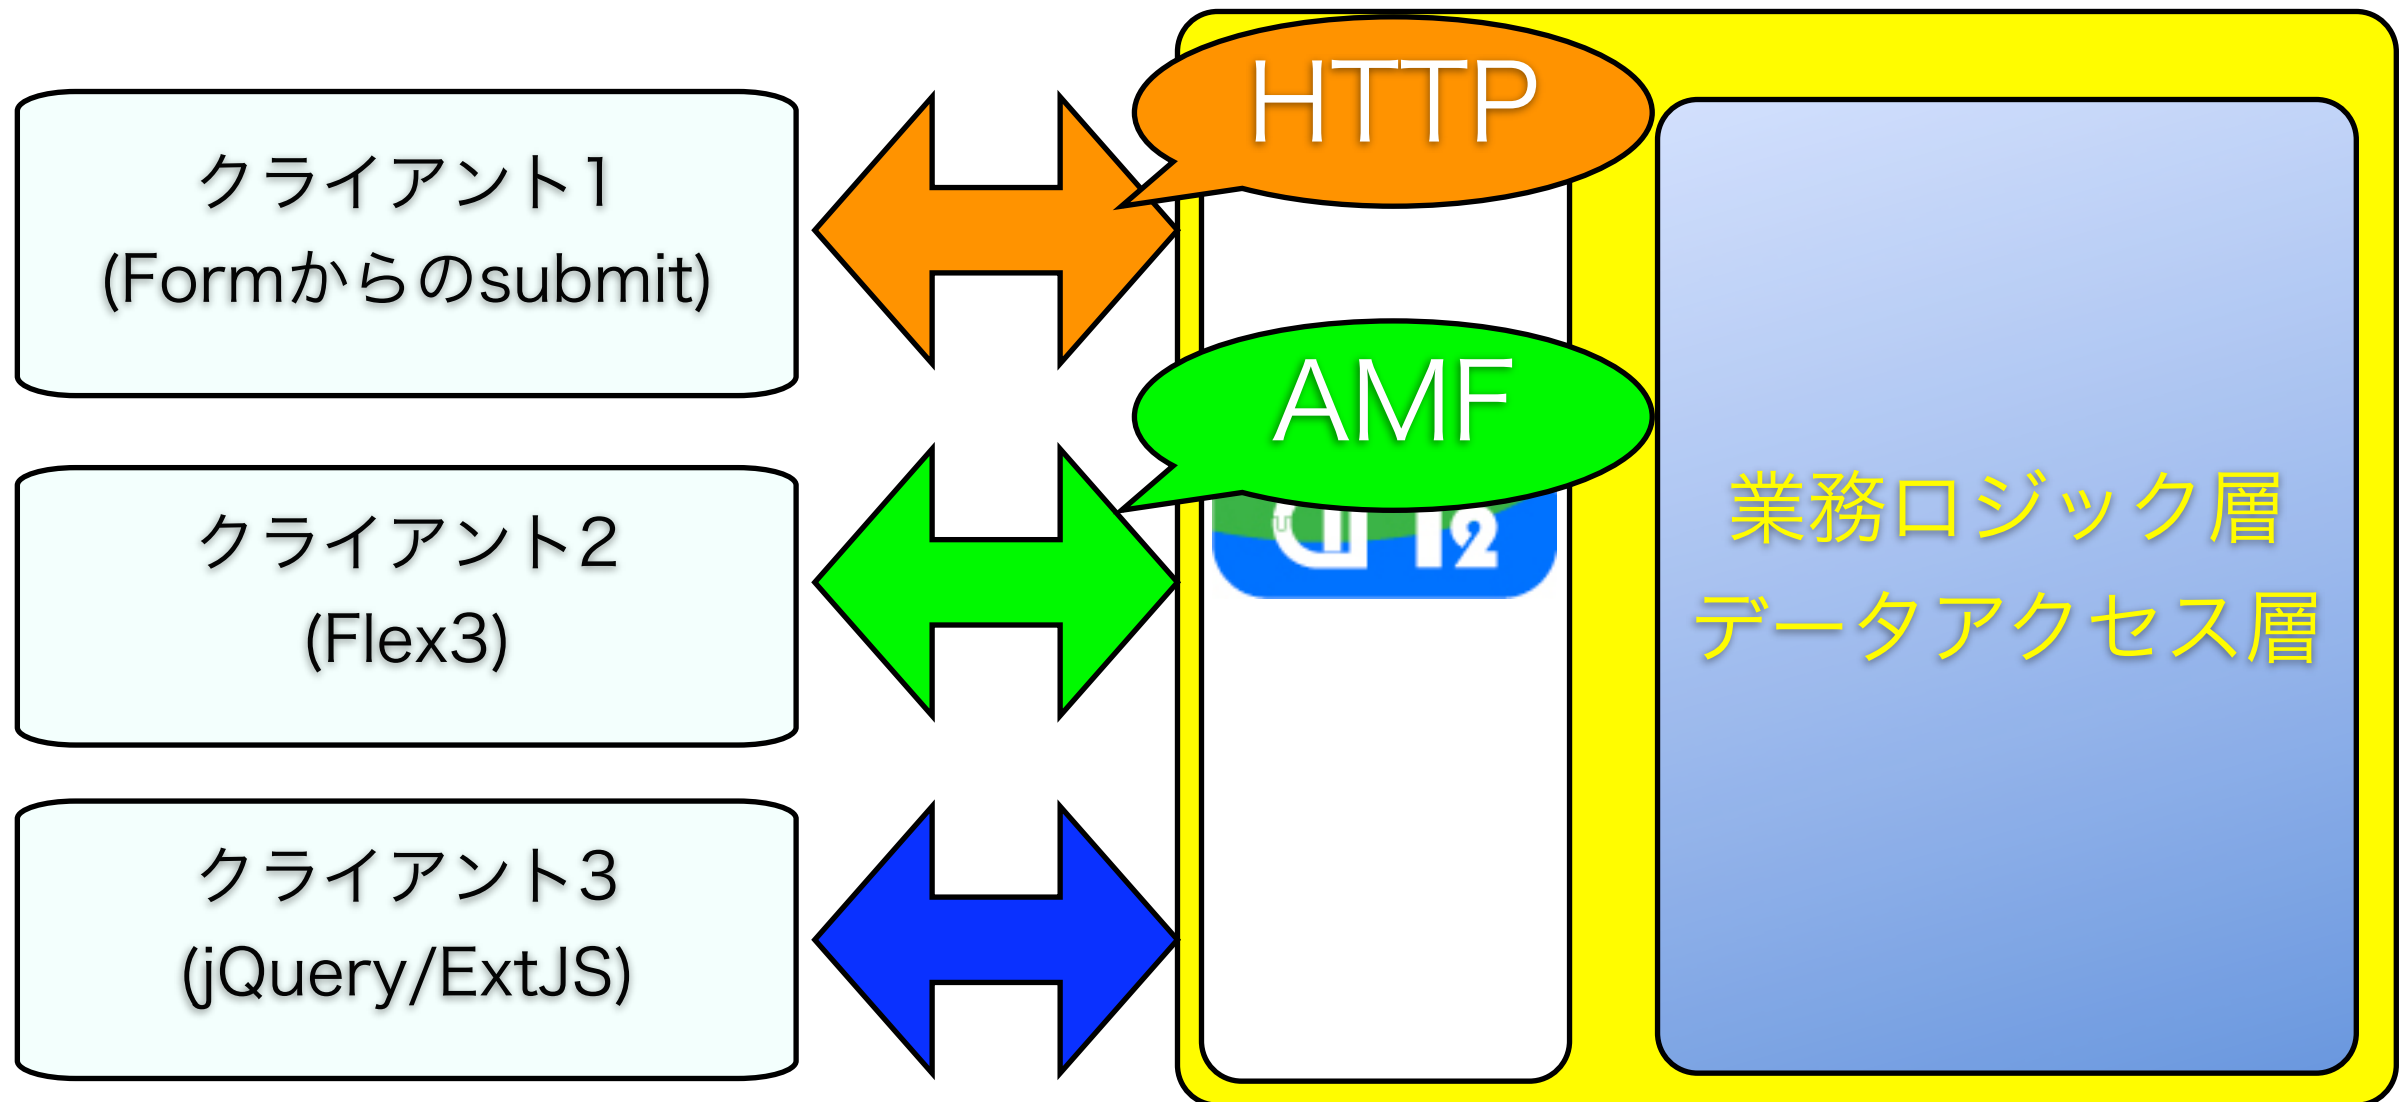 HTTP
クライアント1
(Formからのsubmit)
AMF
クライアント2
(Flex3)
業務ロジック層
データアクセス層
クライアント3
(jQuery/ExtJS)